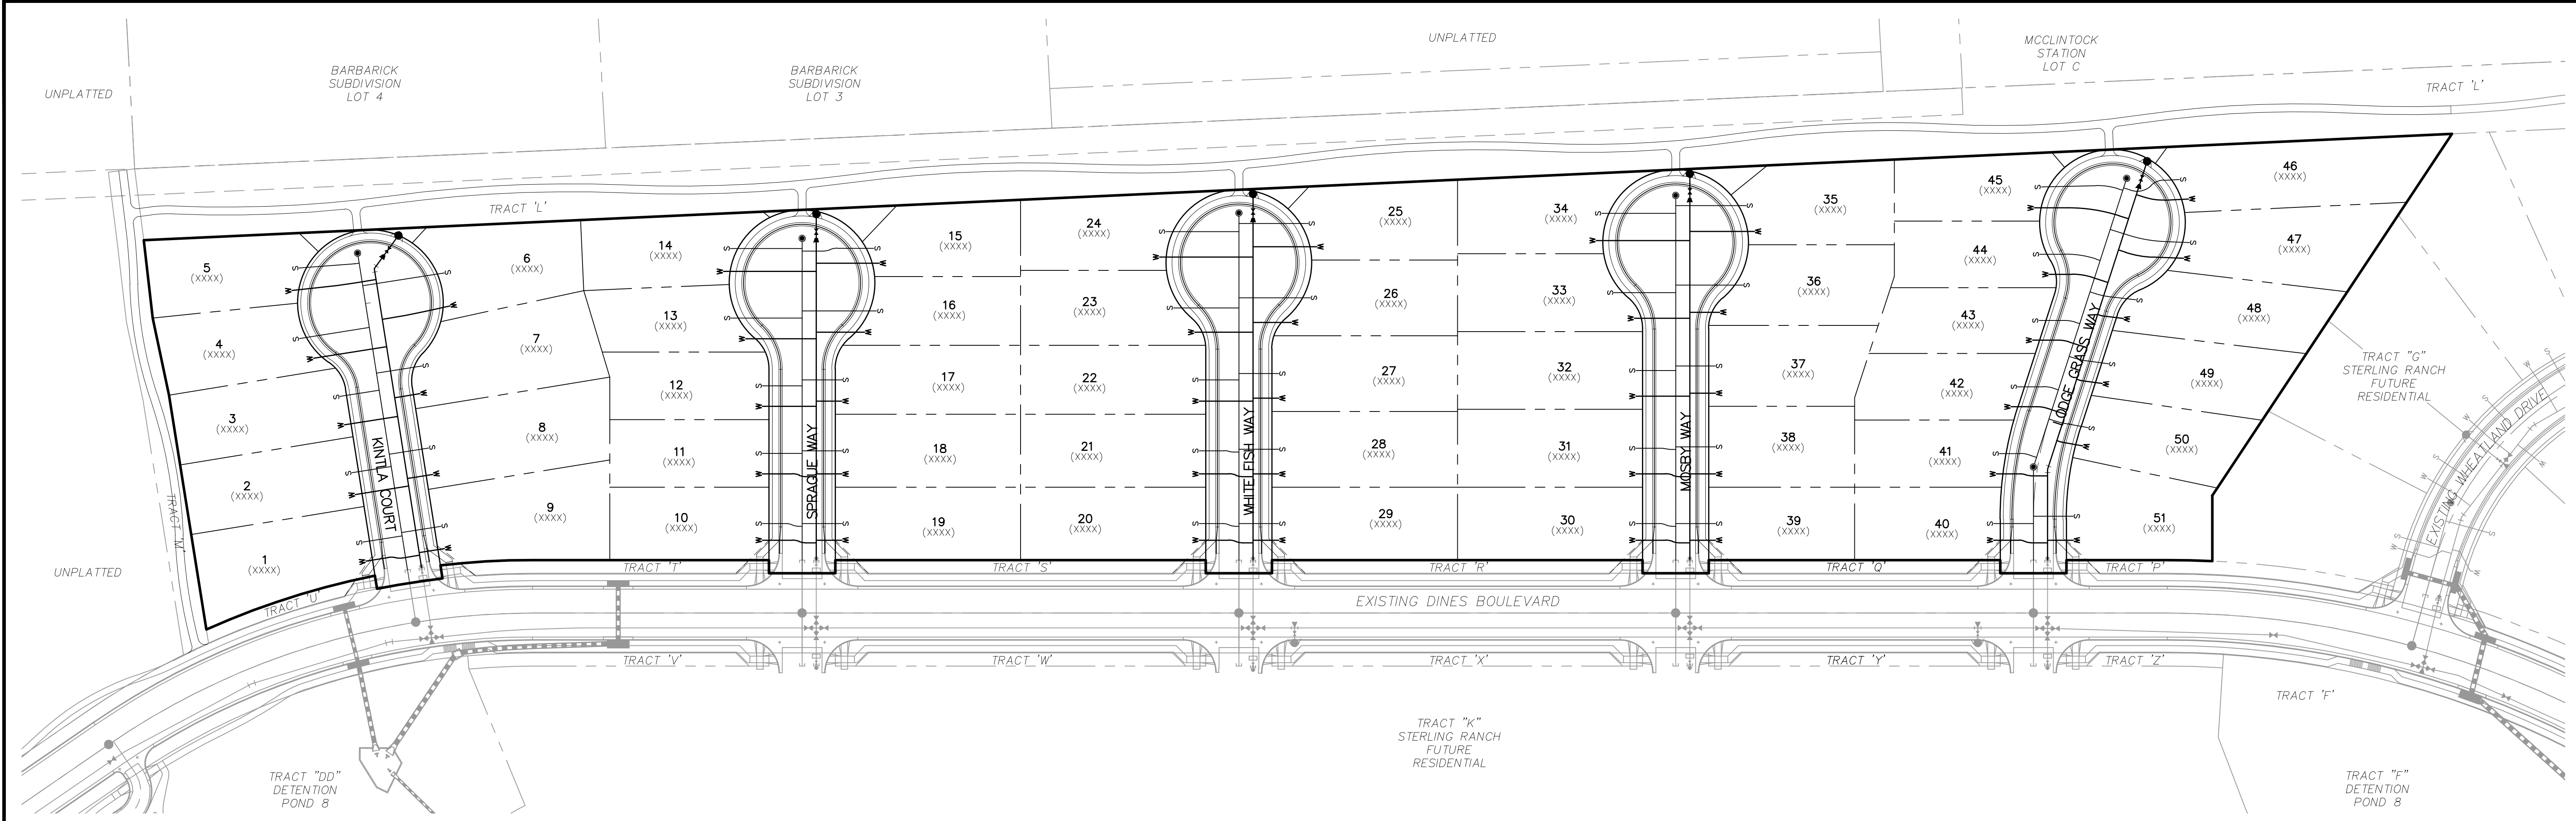 UNPLATTED
BARBARICK
SUBDIVISION
LOT 4
BARBARICK
SUBDIVISION
LOT 3
UNPLATTED
MCCLINTOCK
STATION
LOT C
TRACT 'L'
TRACT 'L'
5
(XXXX)
4
(XXXX)
3
(XXXX)
2
(XXXX)
1
(XXXX)
KINTLA COURT
6
(XXXX)
7
(XXXX)
8
(XXXX)
9
(XXXX)
14
(XXXX)
13
(XXXX)
12
(XXXX)
11
(XXXX)
10
(XXXX)
SPRAGUE WAY
15
(XXXX)
16
(XXXX)
17
(XXXX)
18
(XXXX)
19
(XXXX)
24
(XXXX)
23
(XXXX)
22
(XXXX)
21
(XXXX)
20
(XXXX)
WHITEFISH WAY
25
(XXXX)
26
(XXXX)
27
(XXXX)
28
(XXXX)
29
(XXXX)
34
(XXXX)
33
(XXXX)
32
(XXXX)
31
(XXXX)
30
(XXXX)
MOSBY WAY
35
(XXXX)
36
(XXXX)
37
(XXXX)
38
(XXXX)
39
(XXXX)
45
(XXXX)
44
(XXXX)
43
(XXXX)
42
(XXXX)
41
(XXXX)
40
(XXXX)
LODGE GRASS WAY
46
(XXXX)
47
(XXXX)
48
(XXXX)
49
(XXXX)
50
(XXXX)
51
(XXXX)
TRACT "G"
STERLING RANCH
FUTURE
RESIDENTIAL
EXISTING WHEATLAND DRIVE
UNPLATTED
TRACT 'M'
TRACT 'U'
TRACT 'T'
TRACT 'S'
TRACT 'R'
TRACT 'Q'
TRACT 'P'
EXISTING DINES BOULEVARD
TRACT 'V'
TRACT 'W'
TRACT 'X'
TRACT 'Y'
TRACT 'Z'
TRACT 'F'
TRACT "DD"
DETENTION
POND 8
TRACT "K"
STERLING RANCH
FUTURE
RESIDENTIAL
TRACT "F"
DETENTION
POND 8